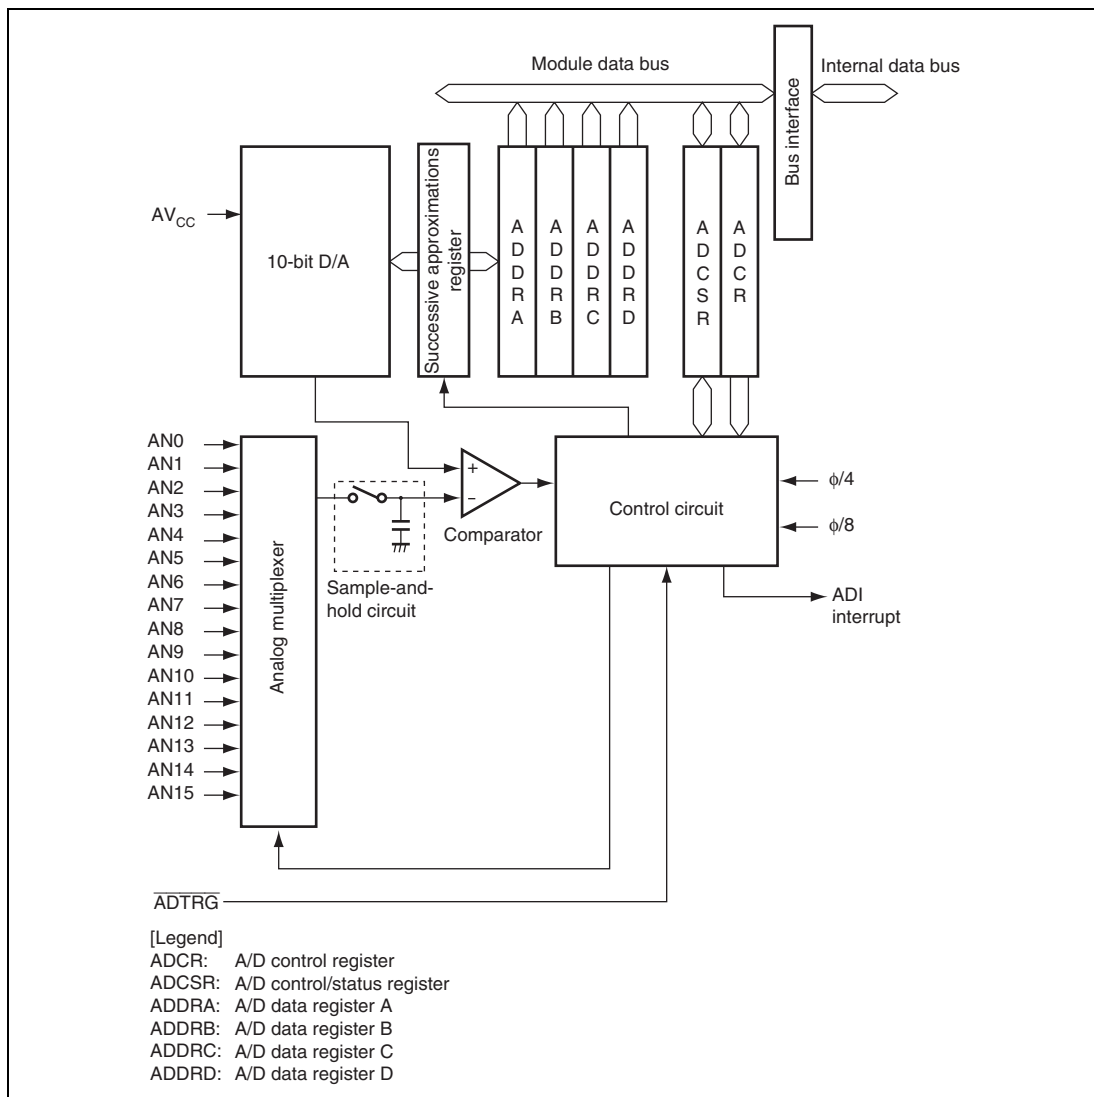 Module data bus
Internal data bus
Bus interface
AVCC
10-bit D/A
Successive approximations
register
ADDRA
ADDRB
ADDRC
ADDRD
ADCSR
ADCR
AN0
AN1
AN2
AN3
AN4
AN5
AN6
AN7
AN8
AN9
AN10
AN11
AN12
AN13
AN14
AN15
Analog multiplexer
+
−
Comparator
Sample-and-
hold circuit
Control circuit
ϕ/4
ϕ/8
ADI
interrupt
ADTRG
[Legend]
ADCR: A/D control register
ADCSR: A/D control/status register
ADDRA: A/D data register A
ADDRB: A/D data register B
ADDRC: A/D data register C
ADDRD: A/D data register D